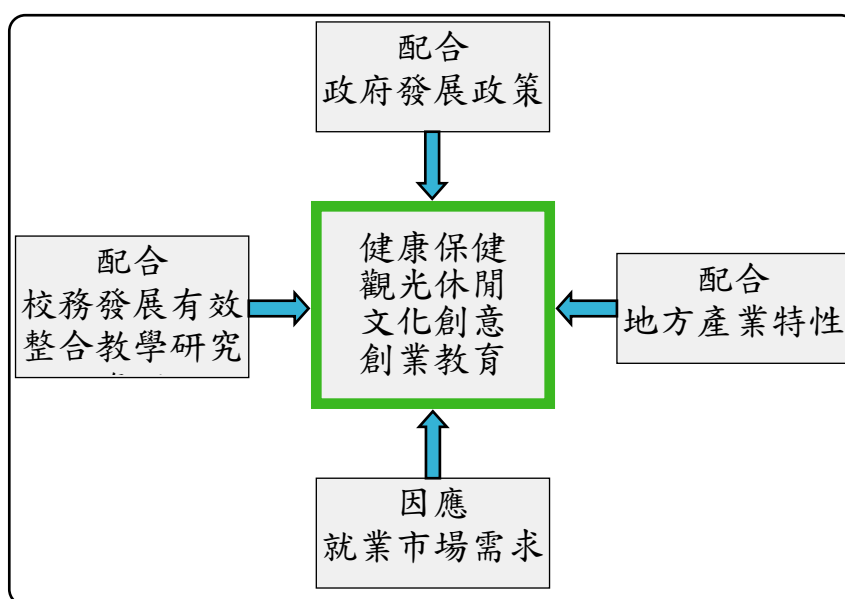 配合
政府發展政策
配合
校務發展有效
整合教學研究
健康保健
觀光休閒
文化創意
創業教育
配合
地方產業特性
因應
就業市場需求